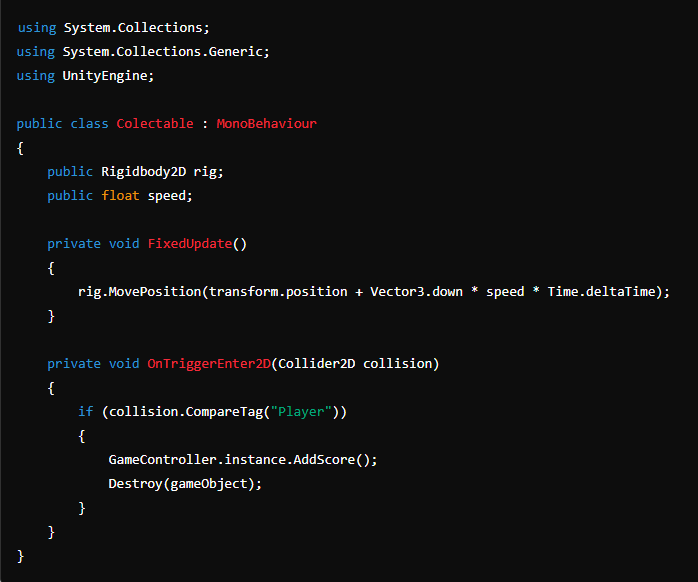 using System.Collections;
using System.Collections.Generic;
using UnityEngine;

public class Colectable : MonoBehaviour
{
    public Rigidbody2D rig;
    public float speed;

    private void FixedUpdate()
    {
        rig.MovePosition(transform.position + Vector3.down * speed * Time.deltaTime);
    }

    private void OnTriggerEnter2D(Collider2D collision)
    {
        if (collision.CompareTag("Player"))
        {
            GameController.instance.AddScore();
            Destroy(gameObject);
        }
    }
}